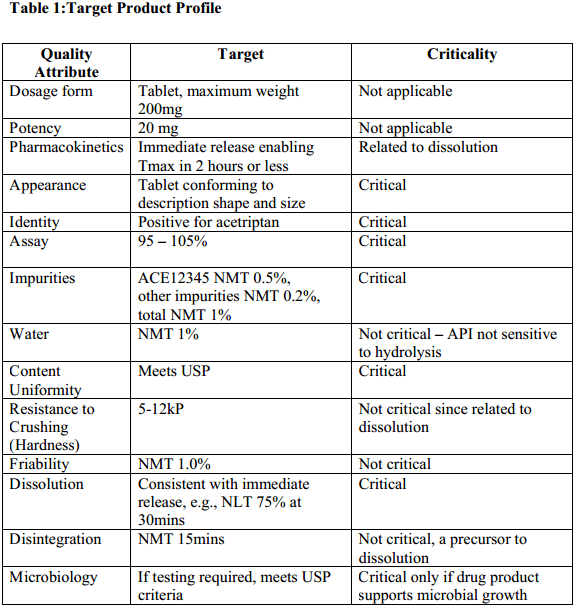 Table 1:Target Product Profile
Quality Attribute Target Criticality
Dosage form Tablet, maximum weight 200mg Not applicable
Potency 20 mg Not applicable
Pharmacokinetics Immediate release enabling Tmax in 2 hours or less Related to dissolution
Appearance Tablet conforming to description shape and size Critical
Identity Positive for acetriptan Critical
Assay 95 – 105% Critical
Impurities ACE12345 NMT 0.5%, other impurities NMT 0.2%, total NMT 1% Critical
Water NMT 1% Not critical – API not sensitive to hydrolysis
Content Uniformity Meets USP Critical
Resistance to Crushing (Hardness) 5-12kP Not critical since related to dissolution
Friability NMT 1.0% Not critical
Dissolution Consistent with immediate release, e.g., NLT 75% at 30mins Critical
Disintegration NMT 15mins Not critical, a precursor to dissolution
Microbiology If testing required, meets USP criteria Critical only if drug product supports microbial growth